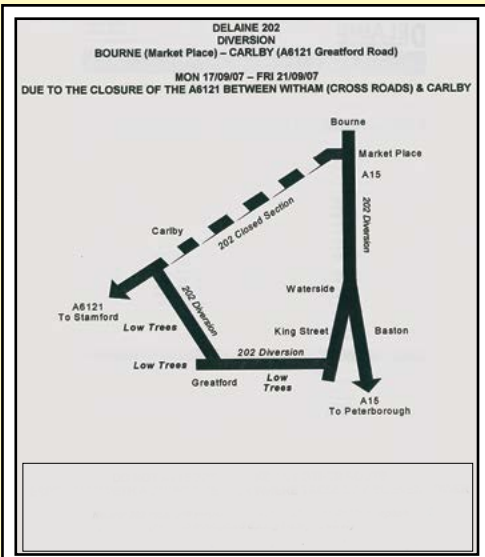 DELAINE 202
DIVERSION
BOURNE (Market Place) – CARLBY (A6121 Greatford Road)
MON 17/09/07 – FRI 21/09/07
DUE TO THE CLOSURE OF THE A6121 BETWEEN WITHAM (CROSS ROADS) & CARLBY
Bourne
Market Place
A15
202 Diversion
202 Closed Section
Carlby
A6121
To Stamford
Low Trees
202 Diversion
Waterside
King Street
Baston
202 Diversion
Low Trees
Greatford
Low
Trees
A15
To Peterborough